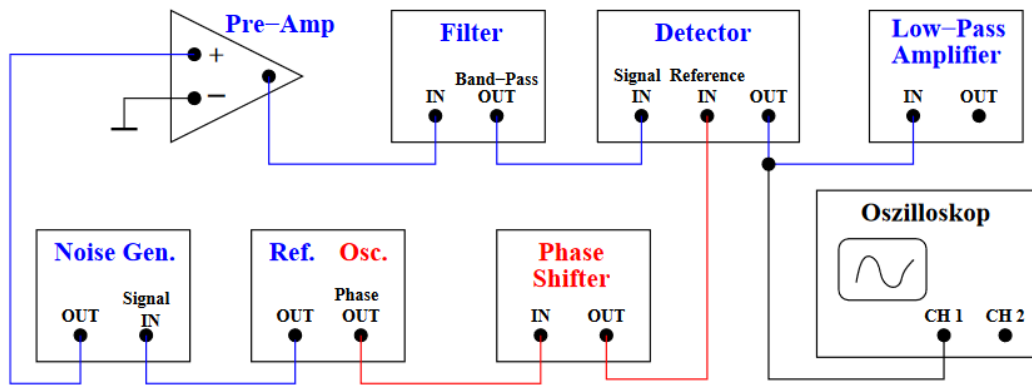 Pre−Amp
+
−
Filter
Band−Pass
IN OUT
Detector
Signal Reference
IN IN OUT
Low−Pass
Amplifier
IN OUT
Noise Gen.
Signal
OUT IN
Ref. Osc.
Phase
OUT OUT
Phase
Shifter
IN OUT
Oszilloskop
CH 1 CH 2